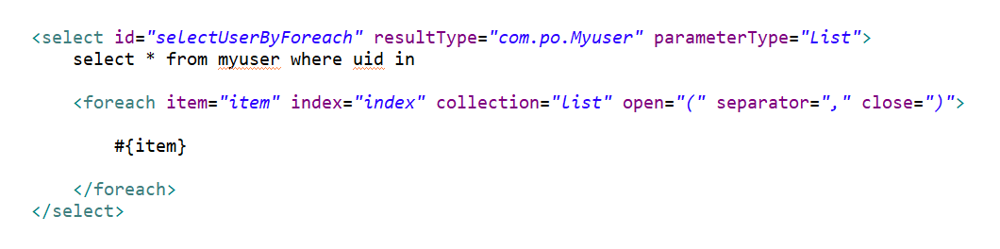 <select id="selectUserByForeach" resultType="com.po.Myuser" parameterType="List">
select * from myuser where uid in
<foreach item="item" index="index" collection="list" open="(" separator="," close=")">
#{item}
</foreach>
</select>